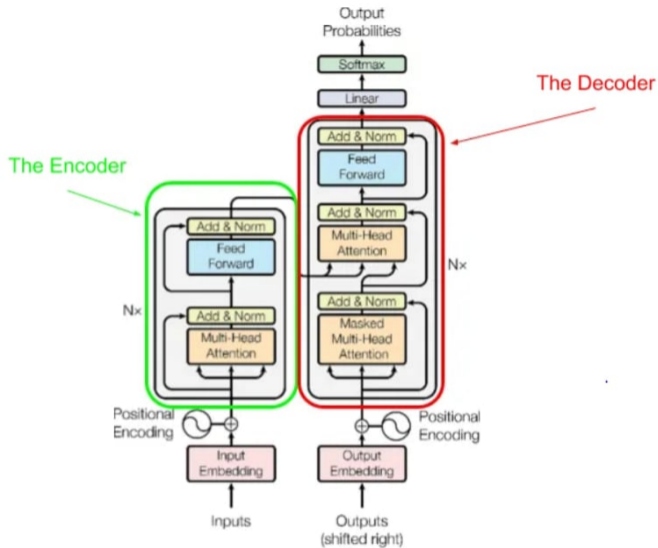 Output
Probabilities
Softmax
Linear
The Decoder
Add & Norm
Feed
Forward
Add & Norm
Multi-Head
Attention
Nx
Add & Norm
Masked
Multi-Head
Attention
The Encoder
Add & Norm
Feed
Forward
Nx
Add & Norm
Multi-Head
Attention
Positional
Encoding
Positional
Encoding
Input
Embedding
Output
Embedding
Inputs
Outputs
(shifted right)